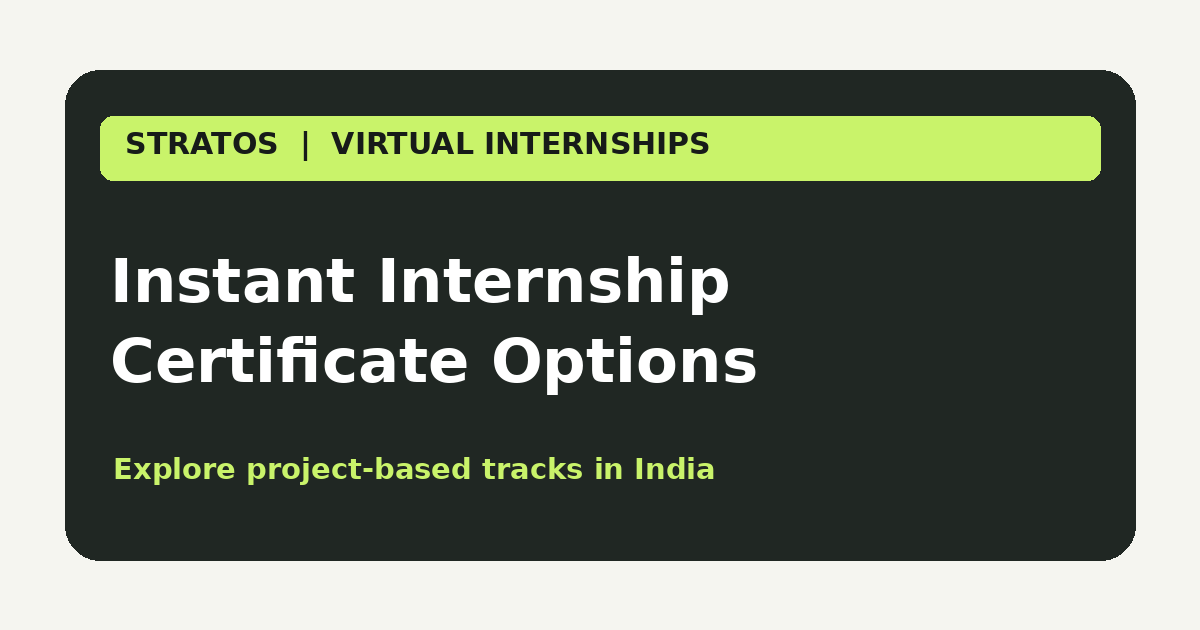 STRATOS | VIRTUAL INTERNSHIPS
Instant Internship
Certificate Options
Explore project-based tracks in India